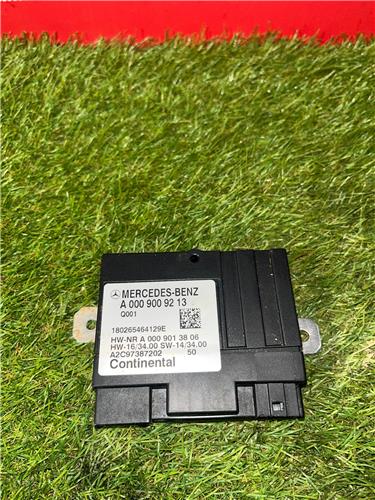 MERCEDES-BENZ
A 000 900 92 13
Q001
180265464129E
HW-NR A 000 901 38 06
HW-16/34.00 SW-14/34.00
A2C97387202 50
Continental